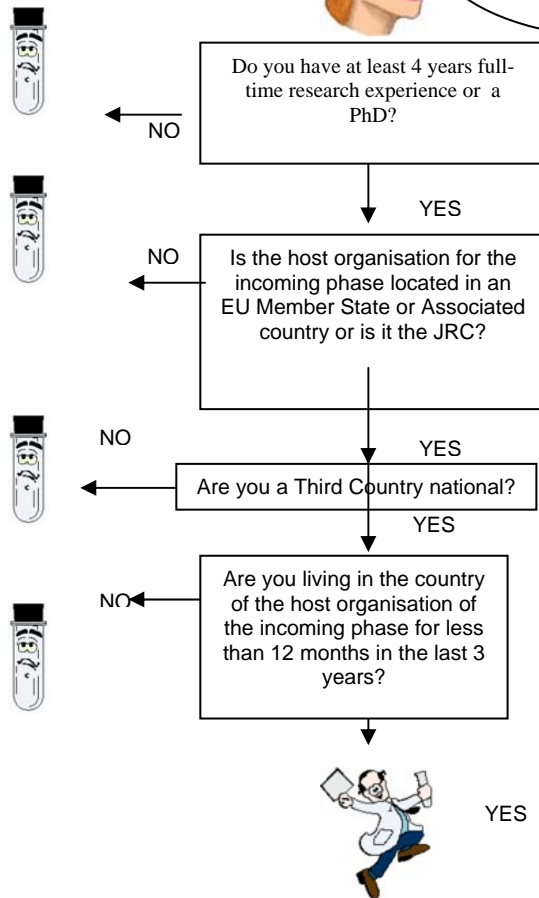 Do you have at least 4 years full-
time research experience or a
PhD?
NO
YES
NO
Is the host organisation for the
incoming phase located in an
EU Member State or Associated
country or is it the JRC?
NO
YES
Are you a Third Country national?
YES
NO
Are you living in the country
of the host organisation of
the incoming phase for less
than 12 months in the last 3
years?
YES